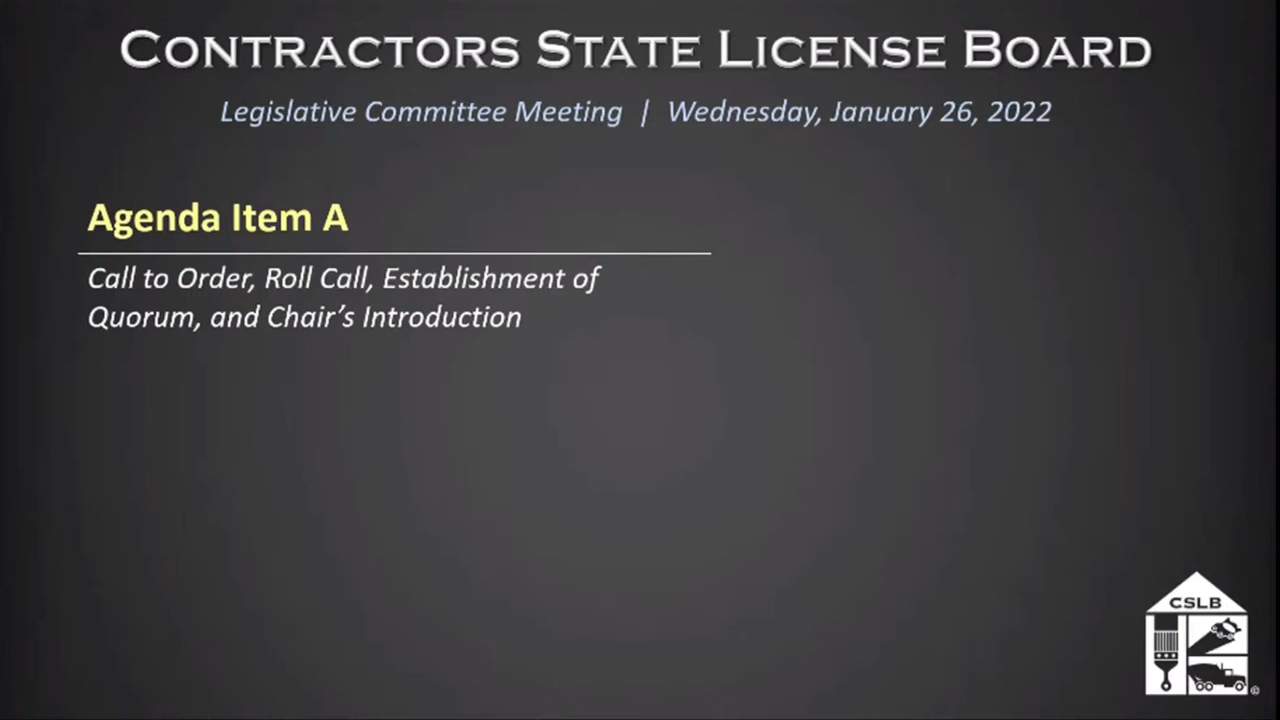 Contractors State License Board
Legislative Committee Meeting | Wednesday, January 26, 2022
Agenda Item A
Call to Order, Roll Call, Establishment of
Quorum, and Chair’s Introduction
CSLB
©